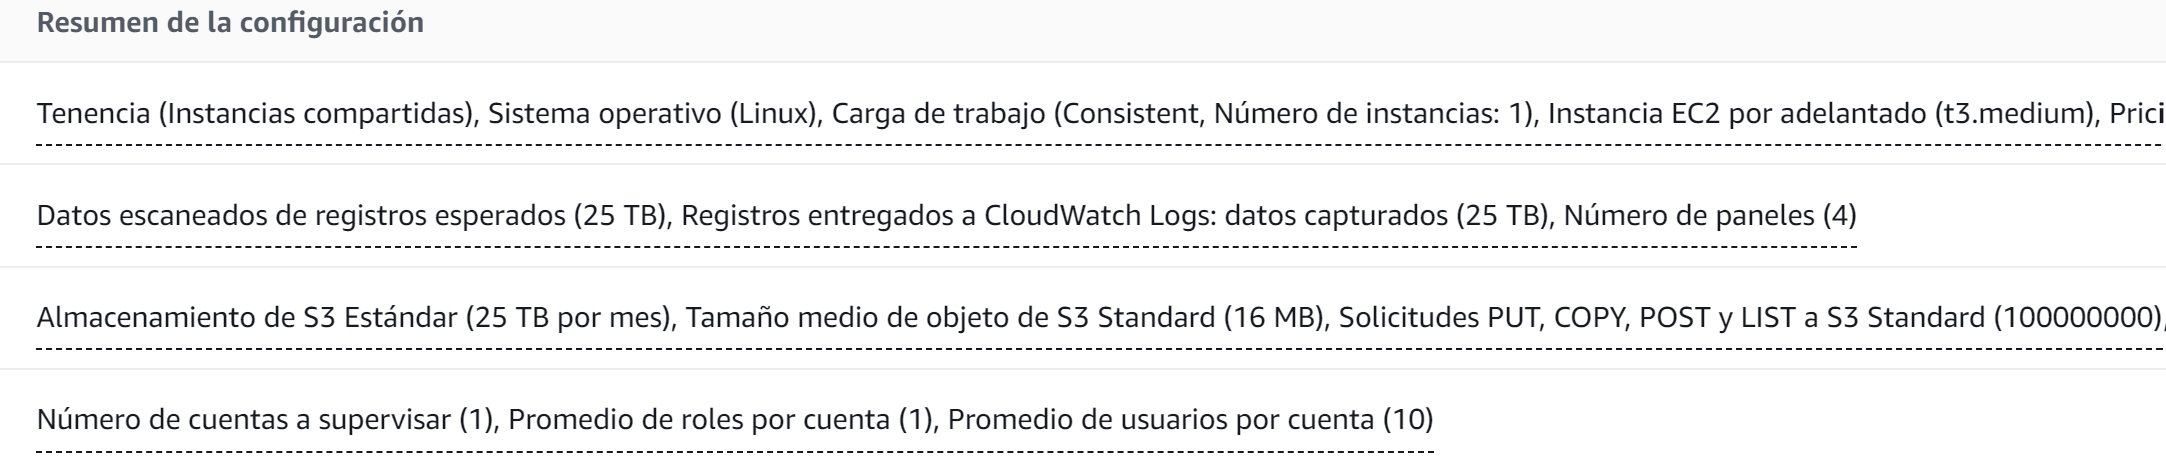 Resumen de la configuración
Tenencia (Instancias compartidas), Sistema operativo (Linux), Carga de trabajo (Consistent, Número de instancias: 1), Instancia EC2 por adelantado (t3.medium), Prici
Datos escaneados de registros esperados (25 TB), Registros entregados a CloudWatch Logs: datos capturados (25 TB), Número de paneles (4)
Almacenamiento de S3 Estándar (25 TB por mes), Tamaño medio de objeto de S3 Standard (16 MB), Solicitudes PUT, COPY, POST y LIST a S3 Standard (100000000),
Número de cuentas a supervisar (1), Promedio de roles por cuenta (1), Promedio de usuarios por cuenta (10)